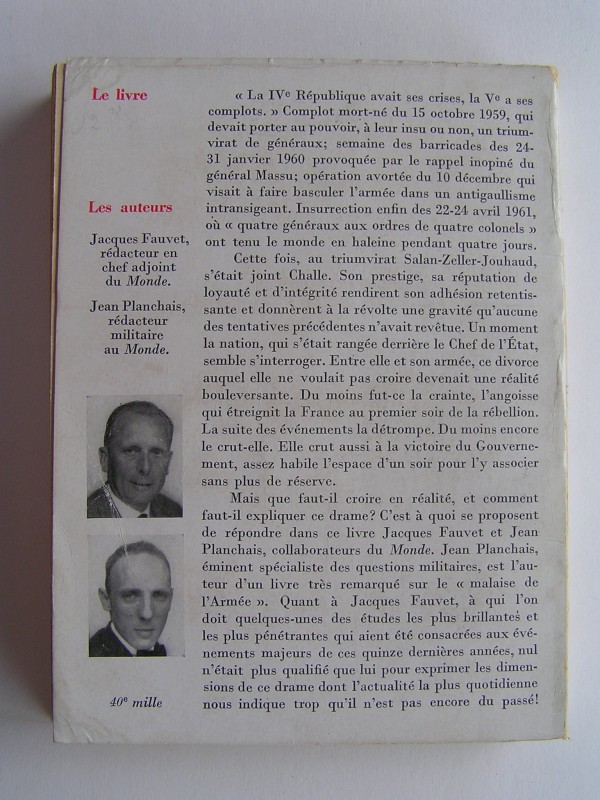 Le livre
Les auteurs
Jacques Fauvet,
rédacteur en
chef adjoint
du Monde.
Jean Planchais,
rédacteur
militaire
au Monde.
40e mille
« La IVe République avait ses crises, la Ve a ses
complots. » Complot mort-né du 15 octobre 1959, qui
devait porter au pouvoir, à leur insu ou non, un trium-
virat de généraux; semaine des barricades des 24-
31 janvier 1960 provoquée par le rappel inopiné du
général Massu; opération avortée du 10 décembre qui
visait à faire basculer l'armée dans un antigaullisme
intransigeant. Insurrection enfin des 22-24 avril 1961,
où « quatre généraux aux ordres de quatre colonels »
ont tenu le monde en haleine pendant quatre jours.
Cette fois, au triumvirat Salan-Zeller-Jouhaud,
s'était joint Challe. Son prestige, sa réputation de
loyauté et d'intégrité rendirent son adhésion retentis-
sante et donnèrent à la révolte une gravité qu'aucune
des tentatives précédentes n'avait revêtue. Un moment
la nation, qui s'était rangée derrière le Chef de l'État,
semble s'interroger. Entre elle et son armée, ce divorce
auquel elle ne voulait pas croire devenait une réalité
bouleversante. Du moins fut-ce la crainte, l'angoisse
qui étreignit la France au premier soir de la rébellion.
La suite des événements la détrompe. Du moins encore
le crut-elle. Elle crut aussi à la victoire du Gouverne-
ment, assez habile l'espace d'un soir pour l'y associer
sans plus de réserve.
Mais que faut-il croire en réalité, et comment
faut-il expliquer ce drame? C'est à quoi se proposent
de répondre dans ce livre Jacques Fauvet et Jean
Planchais, collaborateurs du Monde. Jean Planchais,
éminent spécialiste des questions militaires, est l'au-
teur d'un livre très remarqué sur le « malaise de
l'Armée ». Quant à Jacques Fauvet, à qui l'on
doit quelques-unes des études les plus brillantes et
les plus pénétrantes qui aient été consacrées aux évé-
nements majeurs de ces quinze dernières années, nul
n'était plus qualifié que lui pour exprimer les dimen-
sions de ce drame dont l'actualité la plus quotidienne
nous indique trop qu'il n'est pas encore du passé!